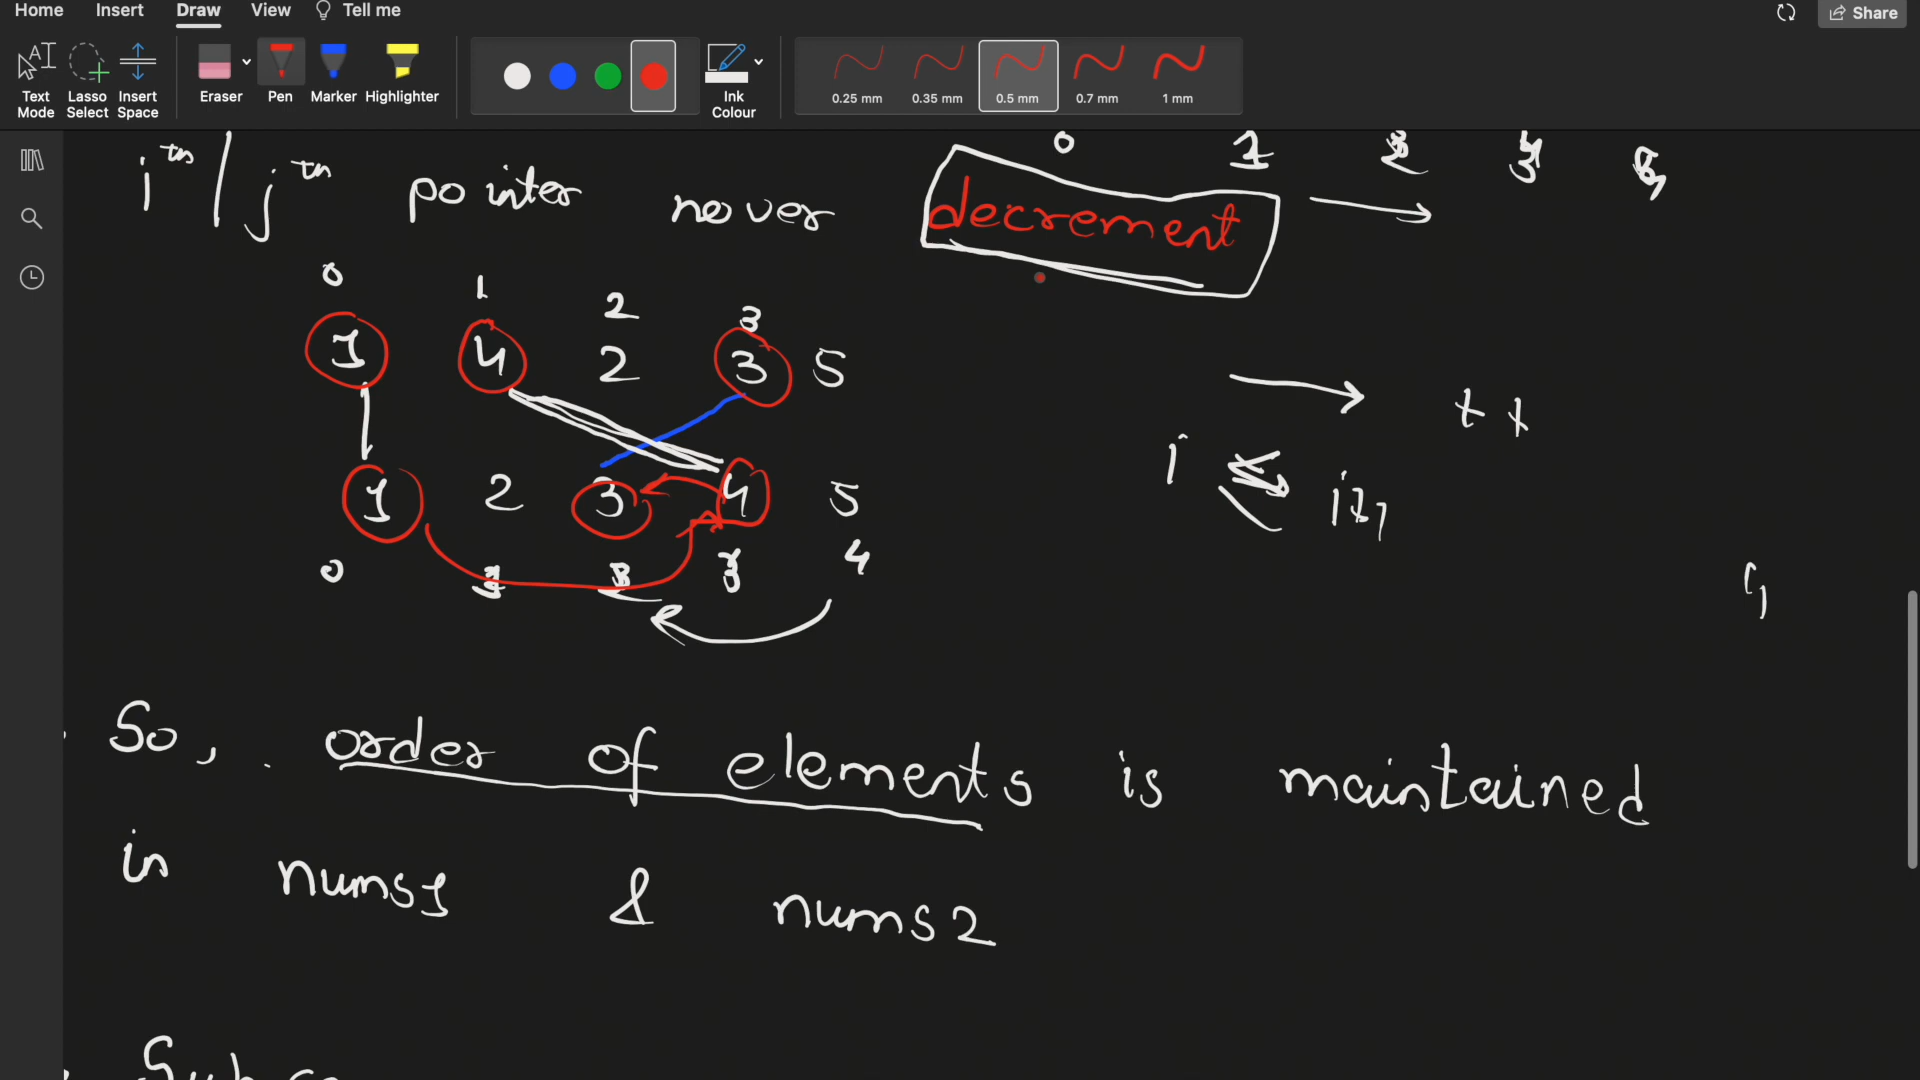 Home Insert Draw View Tell me
Share
Text Mode
Lasso Select
Insert Space
Eraser
Pen
Marker
Highlighter
Ink Colour
0.25 mm
0.35 mm
0.5 mm
0.7 mm
1 mm
0 1
ith / jth pointer never decrement
0 1 2 3
1 4 2 3 5
1 2 3 4 5
0 3 4
i i+1
++
So, order of elements is maintained
in nums1 & nums2